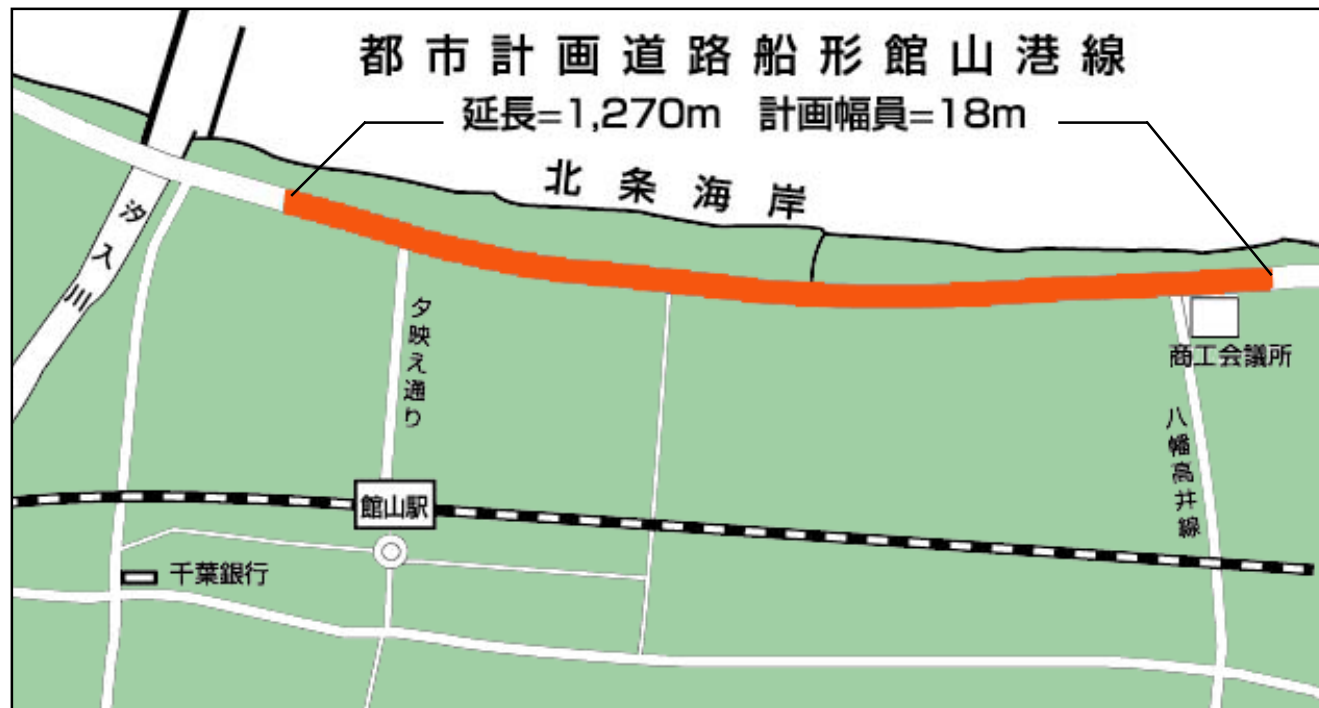 都市計画道路船形館山港線
延長=1,270m 計画幅員=18m
北条海岸
汐入川
夕映え通り
商工会議所
八幡高井線
館山駅
千葉銀行